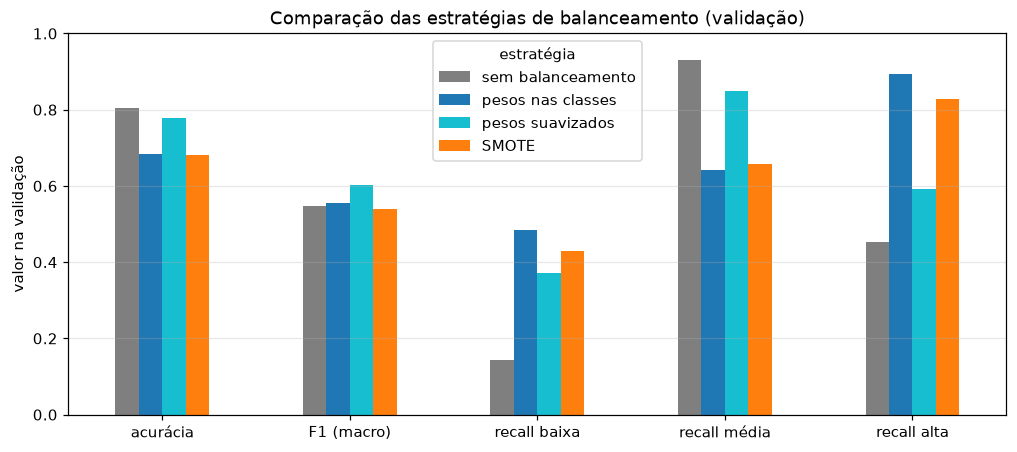 Comparação das estratégias de balanceamento (validação)
valor na validação
1.0
0.8
0.6
0.4
0.2
0.0
estratégia
sem balanceamento
pesos nas classes
pesos suavizados
SMOTE
acurácia
F1 (macro)
recall baixa
recall média
recall alta